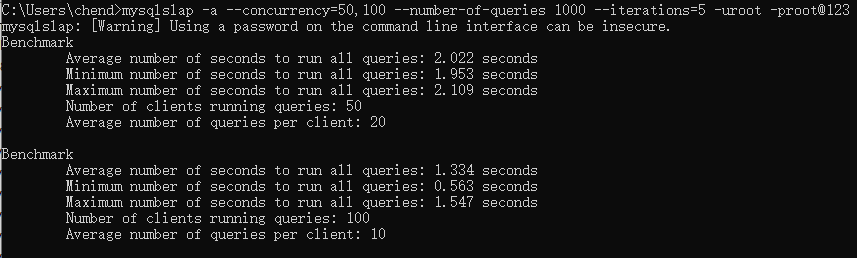 C:\Users\chend>mysqlslap -a --concurrency=50,100 --number-of-queries 1000 --iterations=5 -uroot -proot@123
mysqlslap: [Warning] Using a password on the command line interface can be insecure.
Benchmark
Average number of seconds to run all queries: 2.022 seconds
Minimum number of seconds to run all queries: 1.953 seconds
Maximum number of seconds to run all queries: 2.109 seconds
Number of clients running queries: 50
Average number of queries per client: 20
Benchmark
Average number of seconds to run all queries: 1.334 seconds
Minimum number of seconds to run all queries: 0.563 seconds
Maximum number of seconds to run all queries: 1.547 seconds
Number of clients running queries: 100
Average number of queries per client: 10